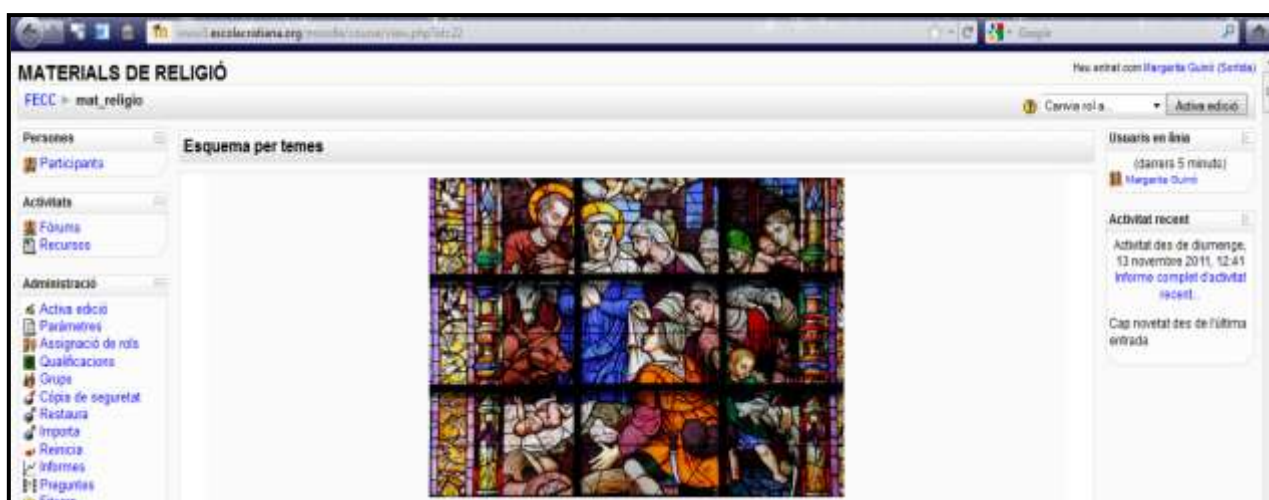 escolacristiana.org
Google
MATERIALS DE RELIGIÓ
Heu entrat com Margarita Guinó (Sortida)
FECC ► mat_religio
Canvia rol a...
Activa edició
Persones
Participants
Activitats
Fòrums
Recursos
Administració
Activa edició
Paràmetres
Assignació de rols
Qualificacions
Grups
Còpia de seguretat
Restaura
Importa
Reinicia
Informes
Preguntes
Esquema per temes
Usuaris en línia
(darrers 5 minuts)
Margarita Guinó
Activitat recent
Activitat des de diumenge,
13 novembre 2011, 12:41
Informe complet d'activitat
recent...
Cap novetat des de l'última
entrada